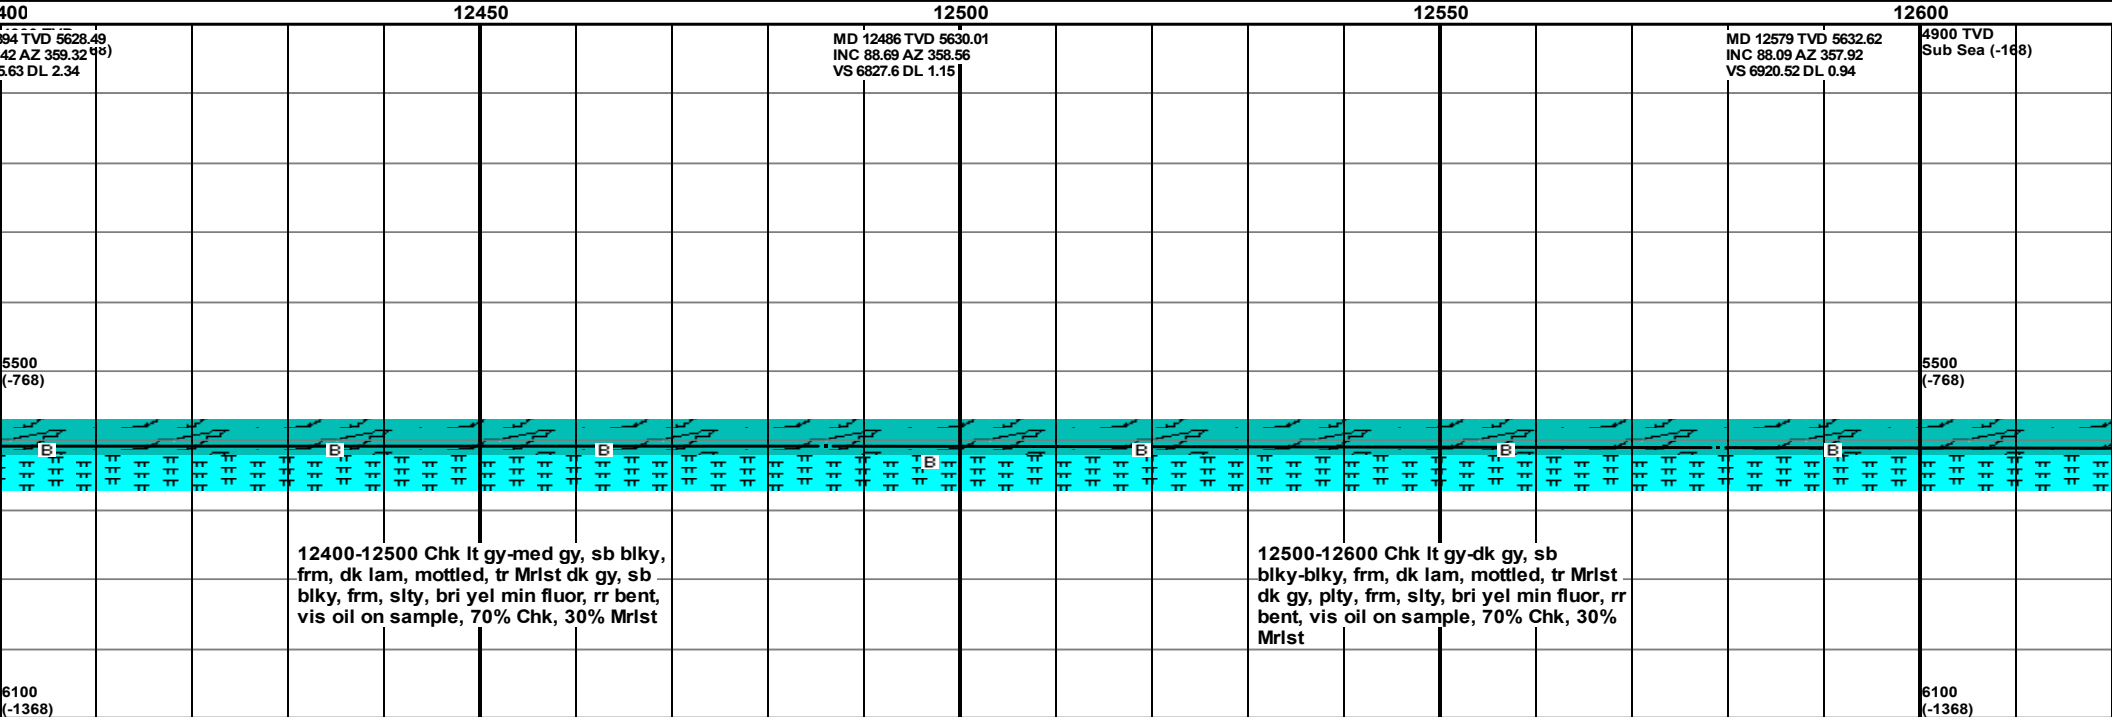 400 12450 12500 12550 12600
394 TVD 5628.49
42 AZ 359.32
68)
5.63 DL 2.34
MD 12486 TVD 5630.01
INC 88.69 AZ 358.56
VS 6827.6 DL 1.15
MD 12579 TVD 5632.62
INC 88.09 AZ 357.92
VS 6920.52 DL 0.94
4900 TVD
Sub Sea (-168)
5500
(-768)
5500
(-768)
B B B B B B B
12400-12500 Chk lt gy-med gy, sb blky,
frm, dk lam, mottled, tr Mrlst dk gy, sb
blky, frm, slty, bri yel min fluor, rr bent,
vis oil on sample, 70% Chk, 30% Mrlst
12500-12600 Chk lt gy-dk gy, sb
blky-blky, frm, dk lam, mottled, tr Mrlst
dk gy, plty, frm, slty, bri yel min fluor, rr
bent, vis oil on sample, 70% Chk, 30%
Mrlst
6100
(-1368)
6100
(-1368)